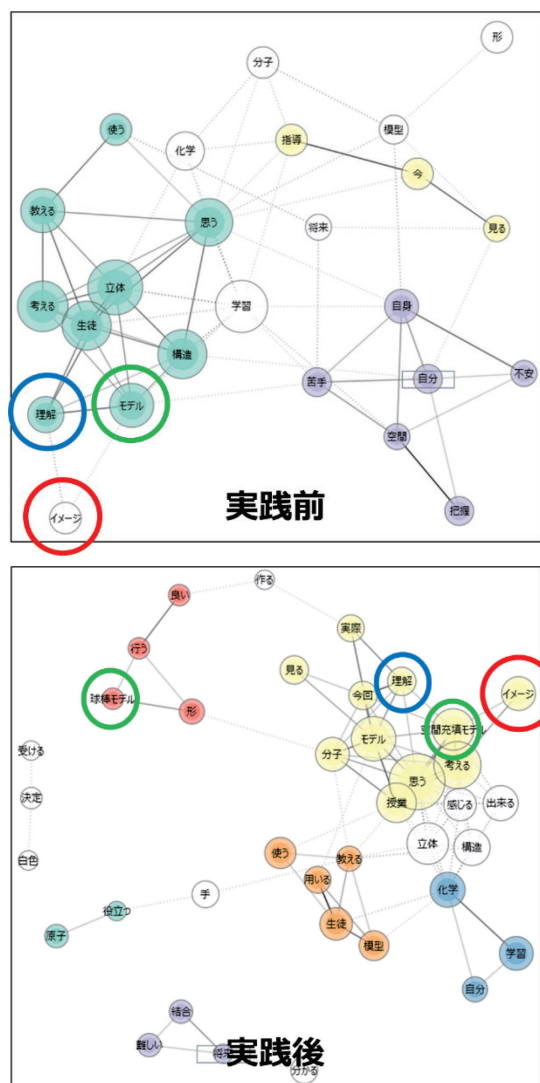 形
分子
使う
化学
指導
模型
今
教える
思う
将来
見る
立体
考える
生徒
学習
自身
構造
苦手
自分
不安
理解
モデル
空間
把握
イメージ
実践前
作る
良い
実際
行う
見る
理解
今回
イメージ
球棒モデル
形
空間充填モデル
モデル
分子
考える
受ける
思う
授業
感じる
出来る
決定
立体
構造
白色
使う
教える
用いる
化学
手
役立つ
生徒
原子
模型
学習
自分
結合
難しい
将来
実践後
分かる